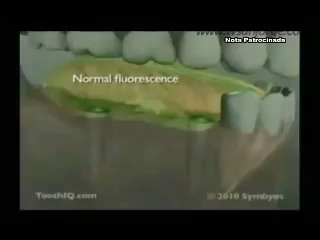 Nota Patrocinada
Normal fluorescence
ToothIQ.com
© 2010 Symbyos